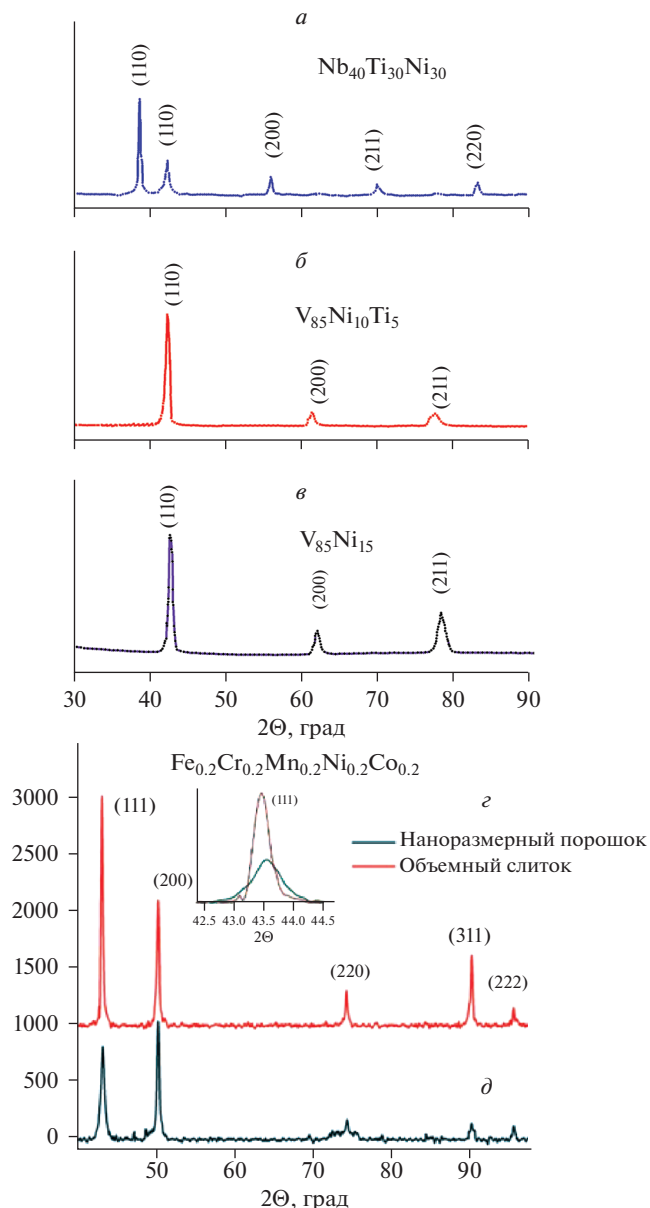 а
Nb40Ti30Ni30
(110)
(110)
(200)
(211)
(220)
б
V85Ni10Ti5
(110)
(200)
(211)
в
V85Ni15
(110)
(200)
(211)
30 40 50 60 70 80 90
2Θ, град
Fe0.2Cr0.2Mn0.2Ni0.2Co0.2
г
Наноразмерный порошок
Объемный слиток
3000
2500
2000
1500
1000
500
0
(111)
(200)
(220)
(311)
(222)
(111)
42.5 43.0 43.5 44.0 44.5
2Θ
д
50 60 70 80 90
2Θ, град